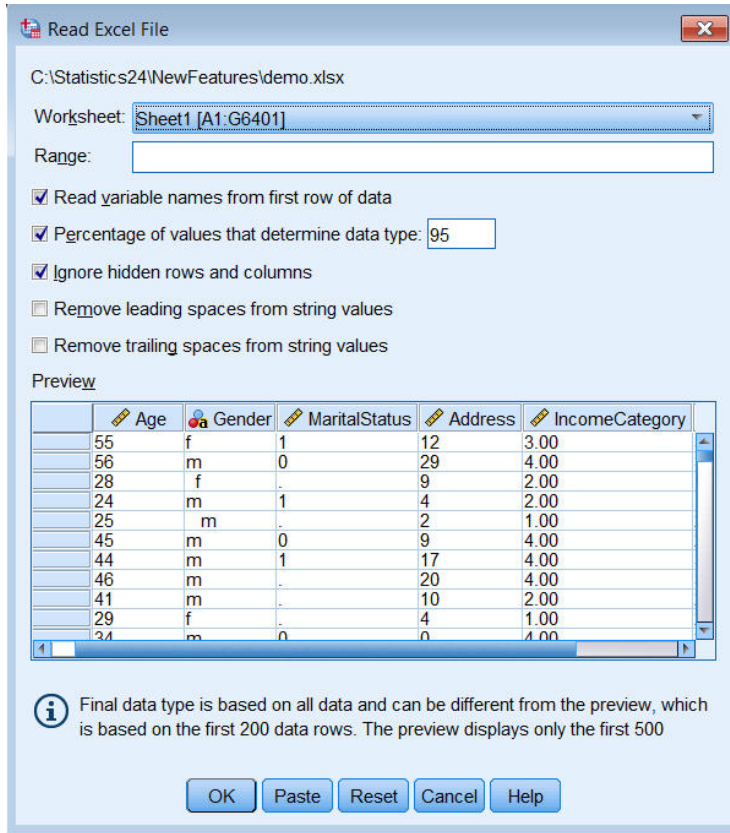 Read Excel File
C:\Statistics24\NewFeatures\demo.xlsx
Worksheet: Sheet1 [A1:G6401]
Range:
Read variable names from first row of data
Percentage of values that determine data type: 95
Ignore hidden rows and columns
Remove leading spaces from string values
Remove trailing spaces from string values
Preview
Age Gender MaritalStatus Address IncomeCategory
55 f 1 12 3.00
56 m 0 29 4.00
28 f . 9 2.00
24 m 1 4 2.00
25 m . 2 1.00
45 m 0 9 4.00
44 m 1 17 4.00
46 m . 20 4.00
41 m . 10 2.00
29 f . 4 1.00
34 m 0 0 4.00
Final data type is based on all data and can be different from the preview, which
is based on the first 200 data rows. The preview displays only the first 500
OK Paste Reset Cancel Help